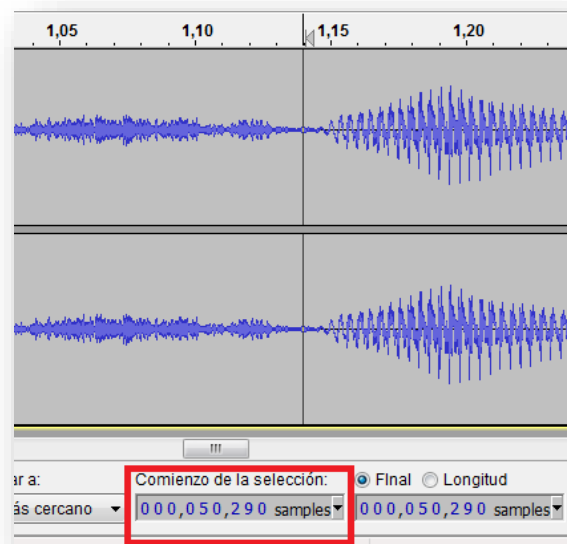 1,05 1,10 1,15 1,20
ar a: Comienzo de la selección: FInal Longitud
ás cercano 000,050,290 samples 000,050,290 samples